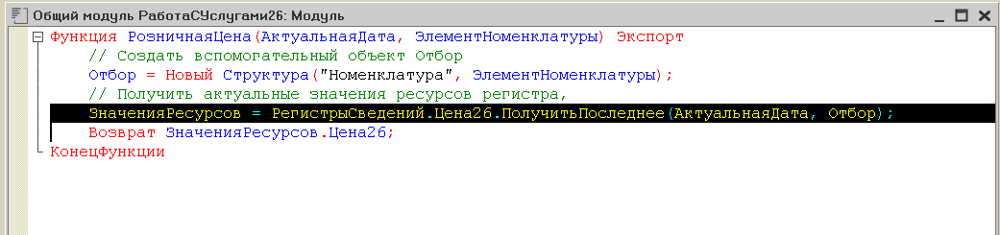 Общий модуль РаботаСУслугами26: Модуль
Функция РозничнаяЦена(АктуальнаяДата, ЭлементНоменклатуры) Экспорт
// Создать вспомогательный объект Отбор
Отбор = Новый Структура("Номенклатура", ЭлементНоменклатуры);
// Получить актуальные значения ресурсов регистра,
ЗначенияРесурсов = РегистрыСведений.Цена26.ПолучитьПоследнее(АктуальнаяДата, Отбор);
Возврат ЗначенияРесурсов.Цена26;
КонецФункции